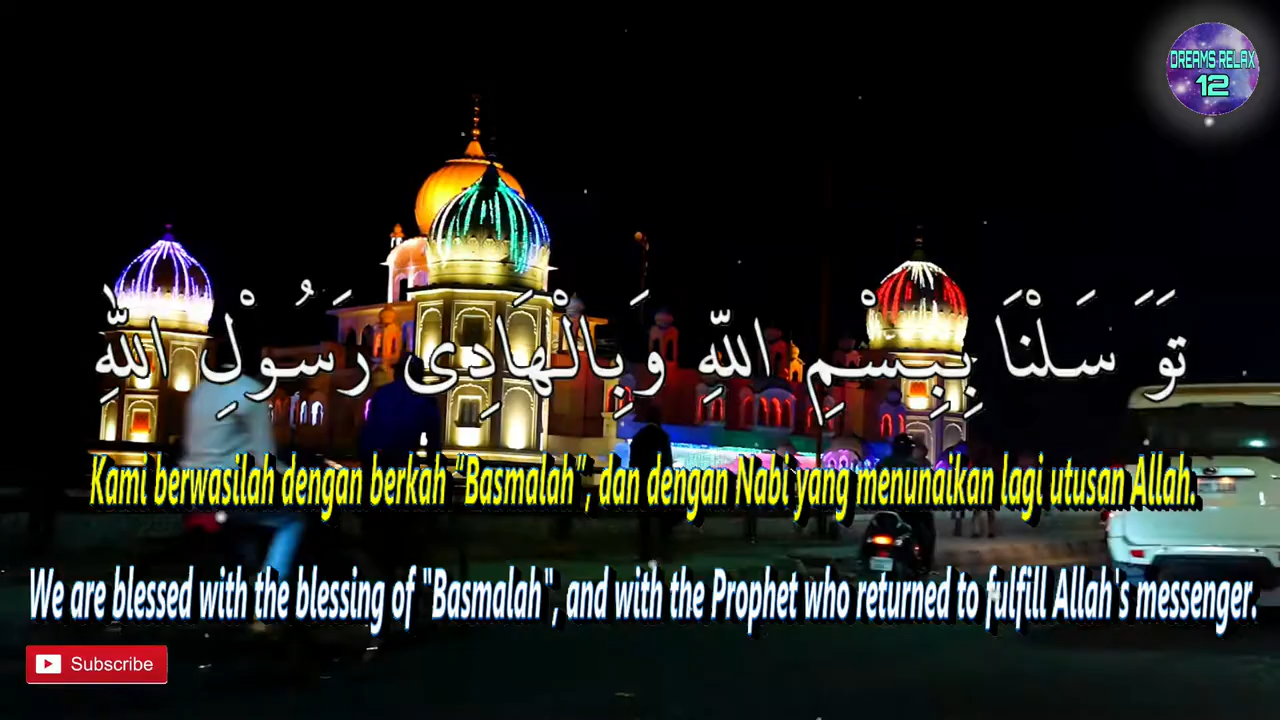 DREAMS RELAX
12
تَوَ سَلْنَا بِبِسْمِ اللّهِ وَبِالْهَادِى رَسُوْلِ اللهِ
Kami berwasilah dengan berkah "Basmalah", dan dengan Nabi yang menunaikan lagi utusan Allah.
We are blessed with the blessing of "Basmalah", and with the Prophet who returned to fulfill Allah's messenger.
Subscribe